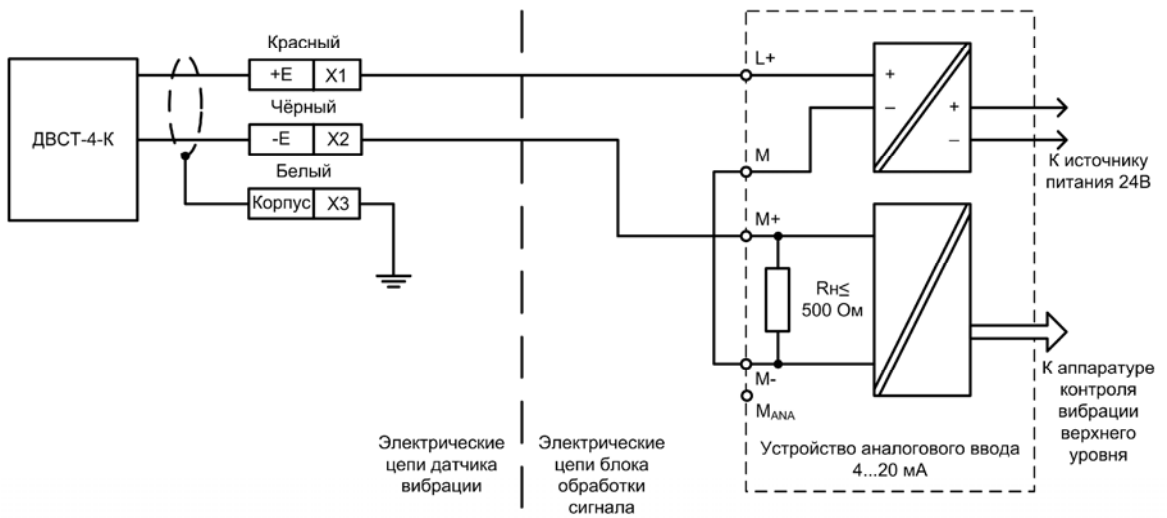 ДВСТ-4-К
Красный
+E X1
Чёрный
-E X2
Белый
Корпус X3
Электрические
цепи датчика
вибрации
Электрические
цепи блока
обработки
сигнала
L+
M
M+
M-
MANA
+
–
+
–
RН≤
500 Ом
К источнику
питания 24В
К аппаратуре
контроля
вибрации
верхнего
уровня
Устройство аналогового ввода
4...20 мА